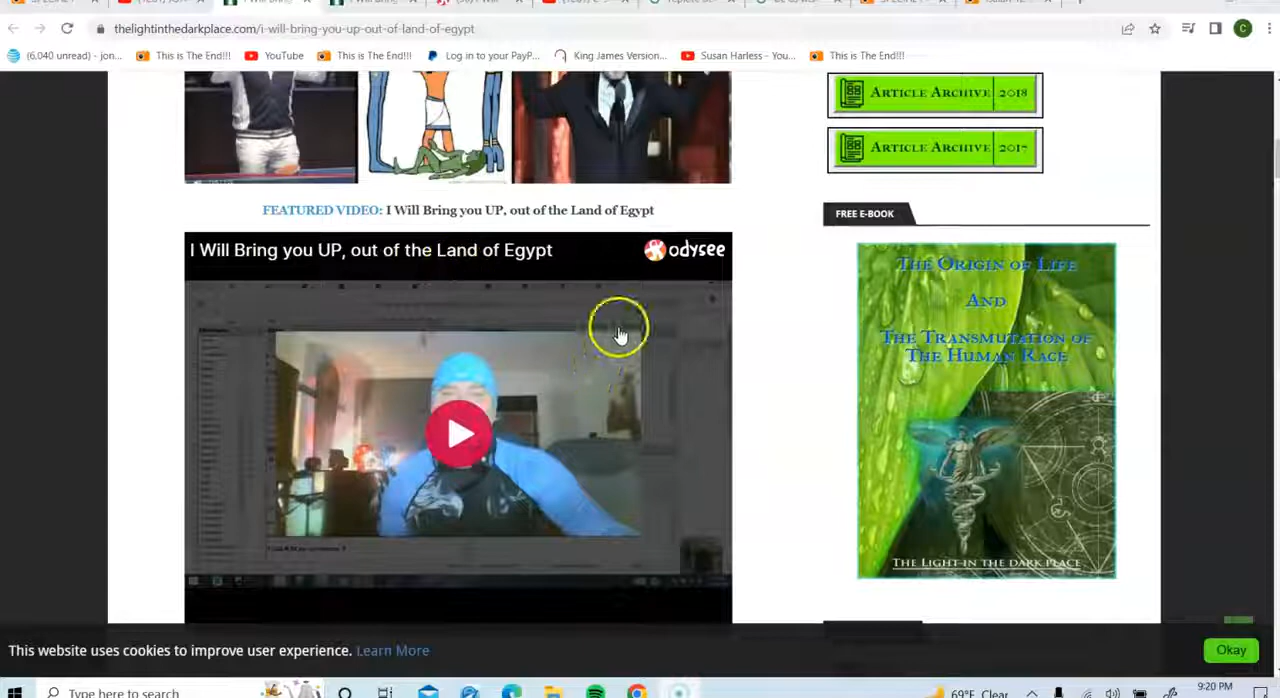 thelightinthedarkplace.com/i-will-bring-you-up-out-of-land-of-egypt
(6,040 unread) - jon...
This is The End!!!
YouTube
This is The End!!!
Log in to your PayP...
King James Version...
Susan Harless - You...
This is The End!!!
Article Archive 2018
Article Archive 2017
FEATURED VIDEO: I Will Bring you UP, out of the Land of Egypt
I Will Bring you UP, out of the Land of Egypt
odysee
FREE E-BOOK
The Origin of Life
And
The Transmutation of
The Human Race
The Light in the dark place
This website uses cookies to improve user experience. Learn More
Okay
Type here to search
69°F Clear
9:20 PM